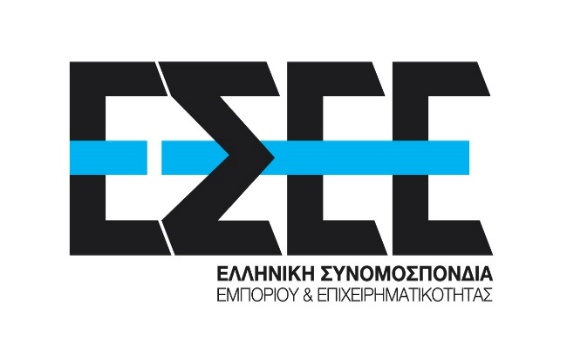 ΕΣΕΕ
ΕΛΛΗΝΙΚΗ ΣΥΝΟΜΟΣΠΟΝΔΙΑ
ΕΜΠΟΡΙΟΥ & ΕΠΙΧΕΙΡΗΜΑΤΙΚΟΤΗΤΑΣ